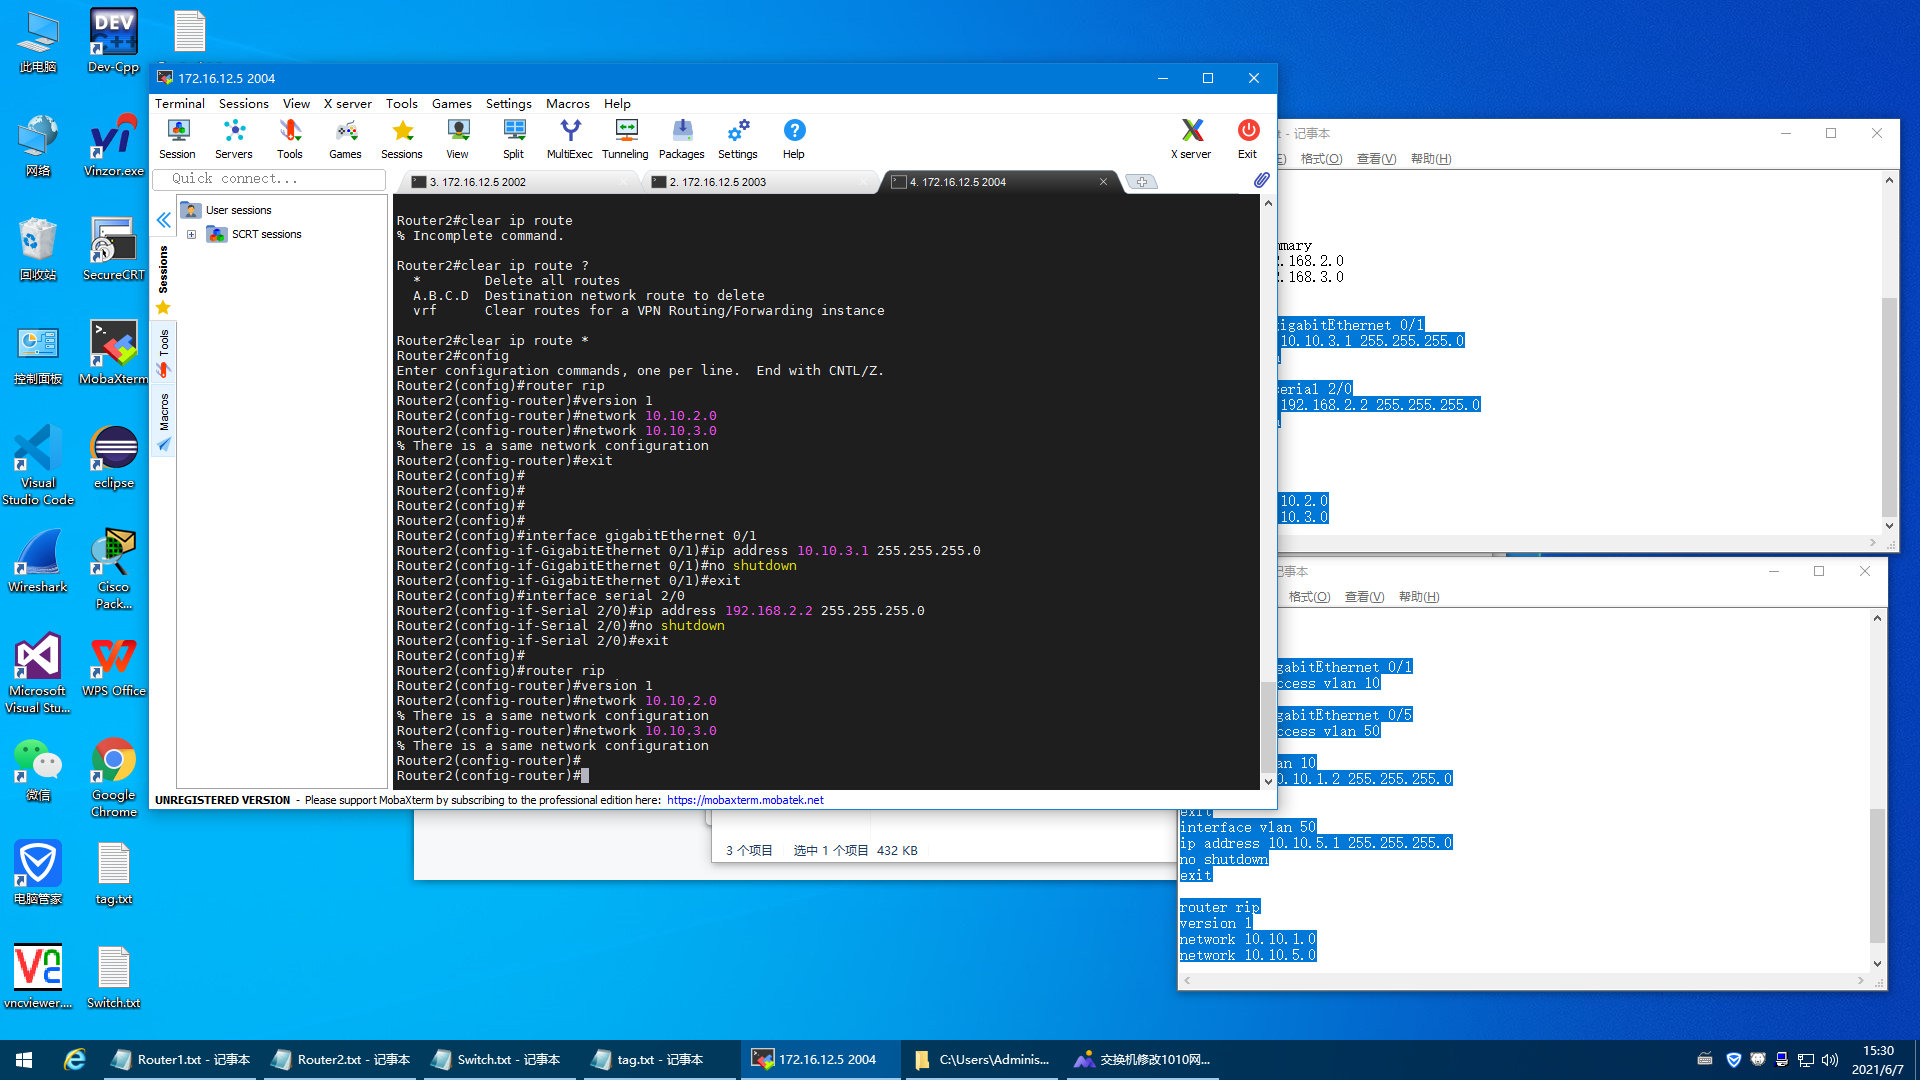 此电脑
Dev-Cpp
网络
Vinzor.exe
回收站
SecureCRT
控制面板
MobaXterm
Visual Studio Code
eclipse
Wireshark
Cisco Pack...
Microsoft Visual Stu...
WPS Office
微信
Google Chrome
电脑管家
tag.txt
vncviewer....
Switch.txt
172.16.12.5 2004
Terminal Sessions View X server Tools Games Settings Macros Help
Session Servers Tools Games Sessions View Split MultiExec Tunneling Packages Settings Help X server Exit
Quick connect...
3. 172.16.12.5 2002
2. 172.16.12.5 2003
4. 172.16.12.5 2004
User sessions
SCRT sessions
Sessions
Tools
Macros
Router2#clear ip route
% Incomplete command.
Router2#clear ip route ?
* Delete all routes
A.B.C.D Destination network route to delete
vrf Clear routes for a VPN Routing/Forwarding instance
Router2#clear ip route *
Router2#config
Enter configuration commands, one per line. End with CNTL/Z.
Router2(config)#router rip
Router2(config-router)#version 1
Router2(config-router)#network 10.10.2.0
Router2(config-router)#network 10.10.3.0
% There is a same network configuration
Router2(config-router)#exit
Router2(config)#
Router2(config)#
Router2(config)#
Router2(config)#
Router2(config)#interface gigabitEthernet 0/1
Router2(config-if-GigabitEthernet 0/1)#ip address 10.10.3.1 255.255.255.0
Router2(config-if-GigabitEthernet 0/1)#no shutdown
Router2(config-if-GigabitEthernet 0/1)#exit
Router2(config)#interface serial 2/0
Router2(config-if-Serial 2/0)#ip address 192.168.2.2 255.255.255.0
Router2(config-if-Serial 2/0)#no shutdown
Router2(config-if-Serial 2/0)#exit
Router2(config)#
Router2(config)#router rip
Router2(config-router)#version 1
Router2(config-router)#network 10.10.2.0
% There is a same network configuration
Router2(config-router)#network 10.10.3.0
% There is a same network configuration
Router2(config-router)#
Router2(config-router)#
UNREGISTERED VERSION - Please support MobaXterm by subscribing to the professional edition here: https://mobaxterm.mobatek.net
t - 记事本
格式(O) 查看(V) 帮助(H)
mmary
.168.2.0
.168.3.0
gigabitEthernet 0/1
10.10.3.1 255.255.255.0
serial 2/0
192.168.2.2 255.255.255.0
10.2.0
10.3.0
记事本
格式(O) 查看(V) 帮助(H)
gabitEthernet 0/1
ccess vlan 10
gabitEthernet 0/5
ccess vlan 50
an 10
0.10.1.2 255.255.255.0
exit
interface vlan 50
ip address 10.10.5.1 255.255.255.0
no shutdown
exit
router rip
version 1
network 10.10.1.0
network 10.10.5.0
3 个项目 选中 1 个项目 432 KB
Router1.txt - 记事本
Router2.txt - 记事本
Switch.txt - 记事本
tag.txt - 记事本
172.16.12.5 2004
C:\Users\Adminis...
交换机修改1010网...
15:30
2021/6/7